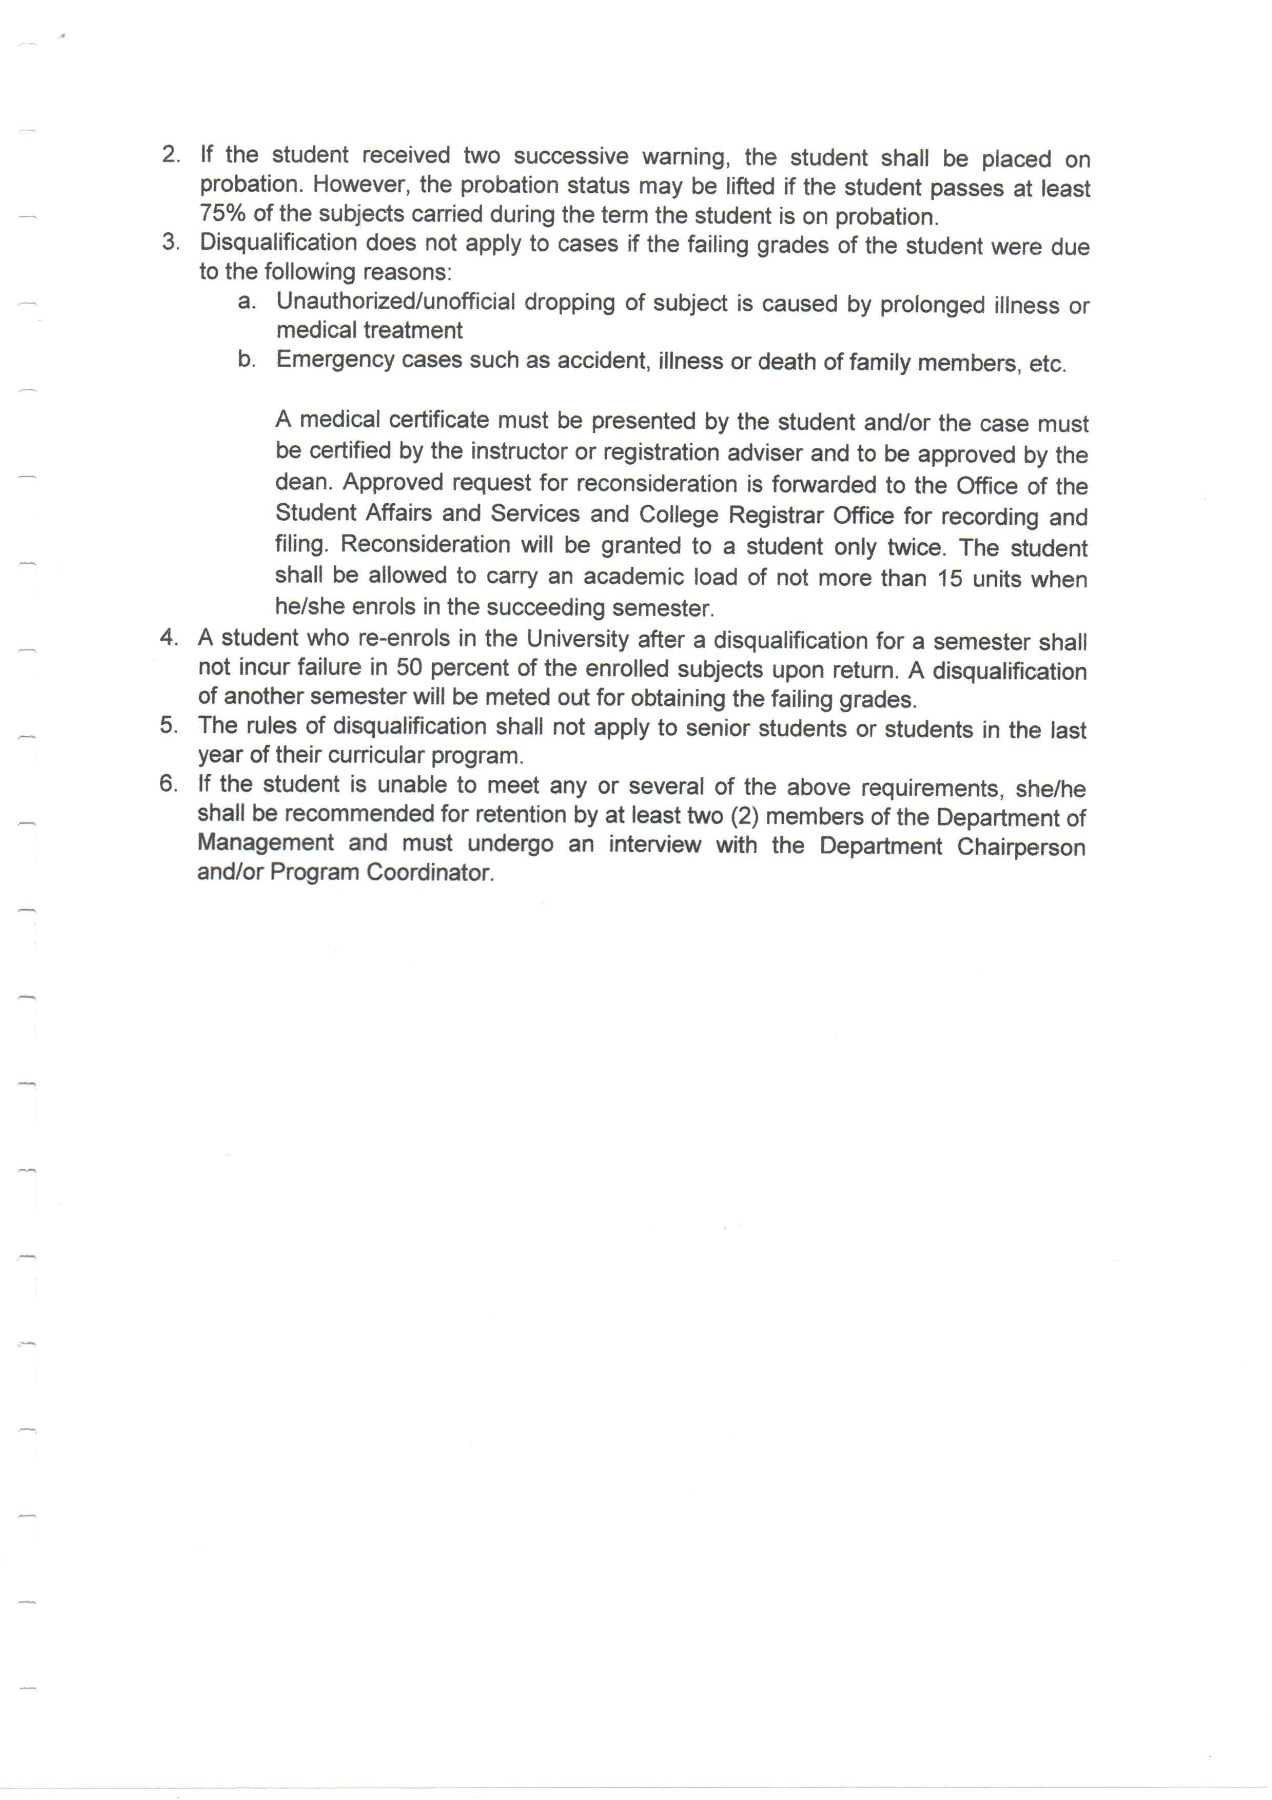 2. If the student received two successive warning, the student shall be placed on
probation. However, the probation status may be lifted if the student passes at least
75% of the subjects carried during the term the student is on probation.
3. Disqualification does not apply to cases if the failing grades of the student were due
to the following reasons:
a. Unauthorized/unofficial dropping of subject is caused by prolonged illness or
medical treatment
b. Emergency cases such as accident, illness or death of family members, etc.
A medical certificate must be presented by the student and/or the case must
be certified by the instructor or registration adviser and to be approved by the
dean. Approved request for reconsideration is forwarded to the Office of the
Student Affairs and Services and College Registrar Office for recording and
filing. Reconsideration will be granted to a student only twice. The student
shall be allowed to carry an academic load of not more than 15 units when
he/she enrols in the succeeding semester.
4. A student who re-enrols in the University after a disqualification for a semester shall
not incur failure in 50 percent of the enrolled subjects upon return. A disqualification
of another semester will be meted out for obtaining the failing grades.
5. The rules of disqualification shall not apply to senior students or students in the last
year of their curricular program.
6. If the student is unable to meet any or several of the above requirements, she/he
shall be recommended for retention by at least two (2) members of the Department of
Management and must undergo an interview with the Department Chairperson
and/or Program Coordinator.